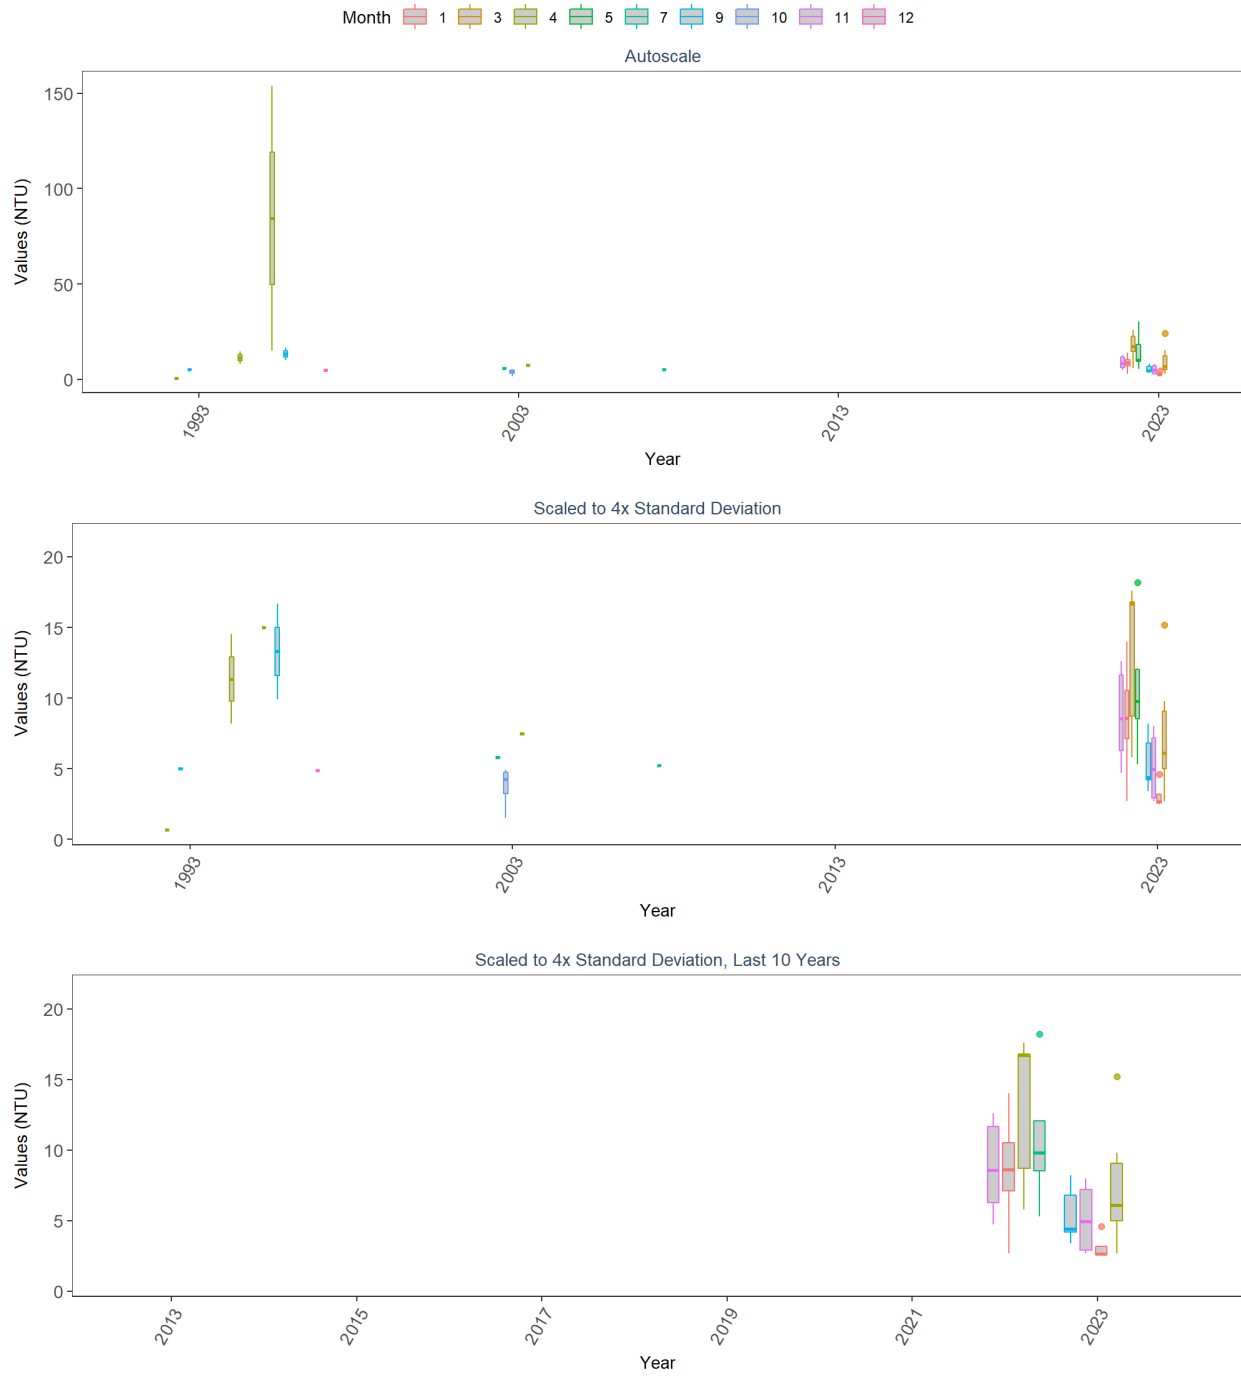 Month 1 3 4 5 7 9 10 11 12
Autoscale
Values (NTU)
150
100
50
0
1993 2003 2013 2023
Year
Scaled to 4x Standard Deviation
Values (NTU)
20
15
10
5
0
1993 2003 2013 2023
Year
Scaled to 4x Standard Deviation, Last 10 Years
Values (NTU)
20
15
10
5
0
2013 2015 2017 2019 2021 2023
Year